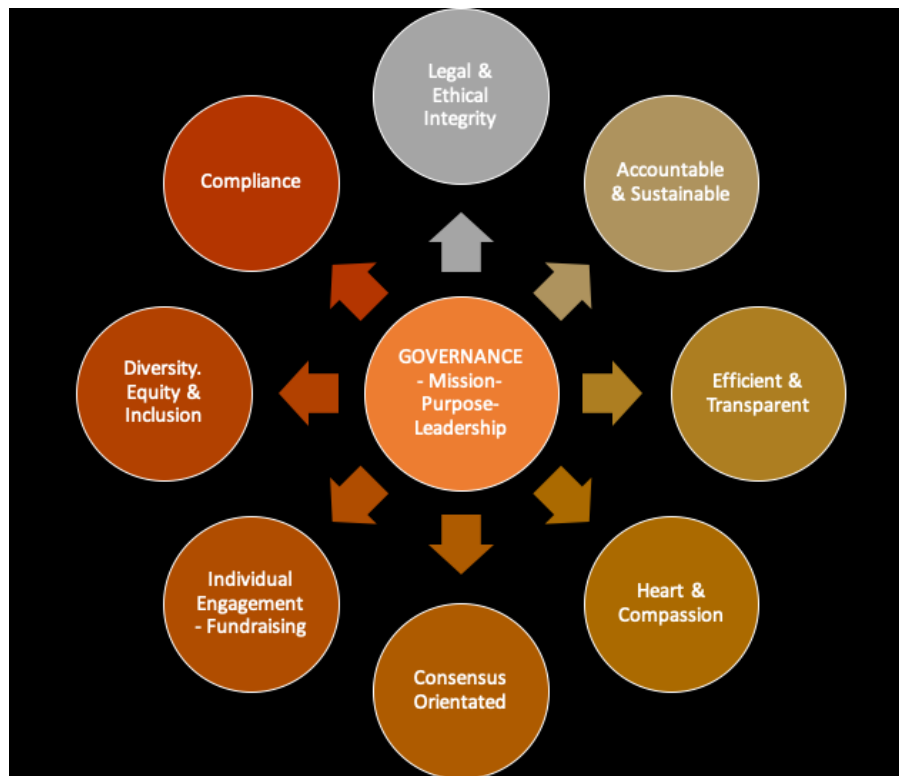 Legal &
Ethical
Integrity
Accountable
& Sustainable
Efficient &
Transparent
Heart &
Compassion
Consensus
Orientated
Individual
Engagement
- Fundraising
Diversity.
Equity &
Inclusion
Compliance
GOVERNANCE
- Mission-
Purpose-
Leadership